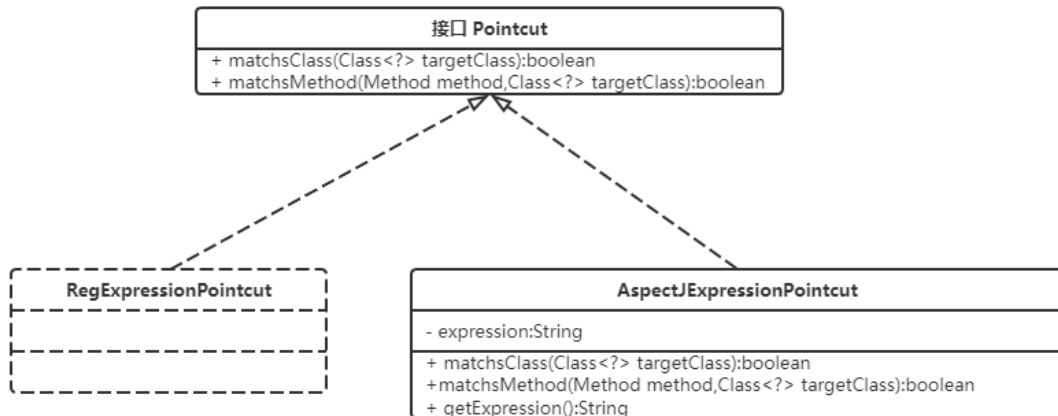 接口 Pointcut
+ matchsClass(Class<?> targetClass):boolean
+ matchsMethod(Method method,Class<?> targetClass):boolean
RegExpressionPointcut
AspectJExpressionPointcut
- expression:String
+ matchsClass(Class<?> targetClass):boolean
+matchsMethod(Method method,Class<?> targetClass):boolean
+ getExpression():String